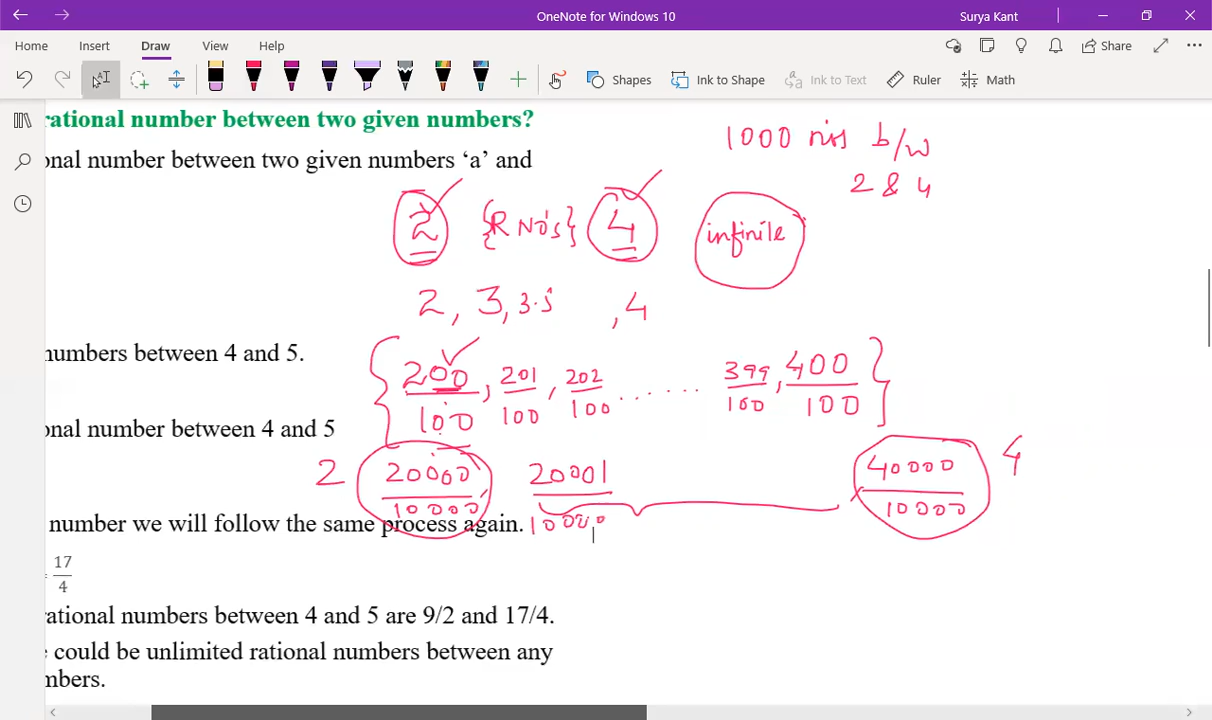 OneNote for Windows 10
Surya Kant
Home Insert Draw View Help
Share
Shapes Ink to Shape Ink to Text Ruler Math
rational number between two given numbers?
onal number between two given numbers ‘a’ and
1000 b/w
2 & 4
2 {R No's} 4 infinite
2, 3, 3.5 , 4
numbers between 4 and 5.
{ 200/100, 201/100, 202/100 ...... 399/100, 400/100 }
onal number between 4 and 5
2 20000/10000 20001/10000 40000/10000 4
number we will follow the same process again.
= 17/4
rational numbers between 4 and 5 are 9/2 and 17/4.
e could be unlimited rational numbers between any
mbers.